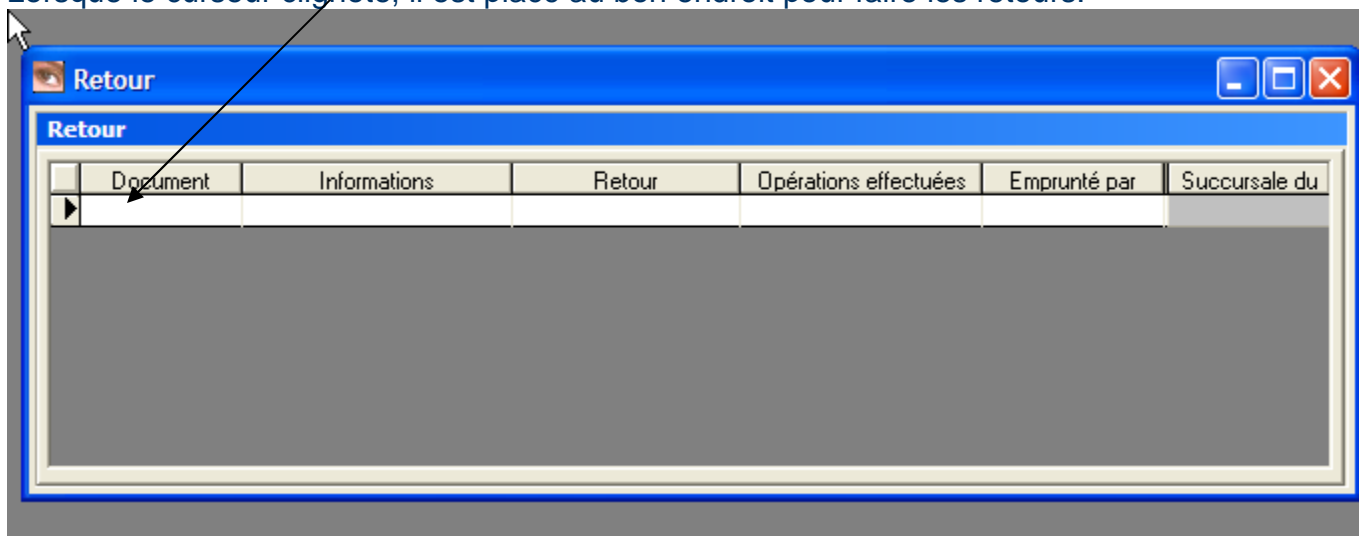 Lorsque le curseur clignote, il est placé au bon endroit pour faire les retours.
Retour
Retour
Document Informations Retour Opérations effectuées Emprunté par Succursale du